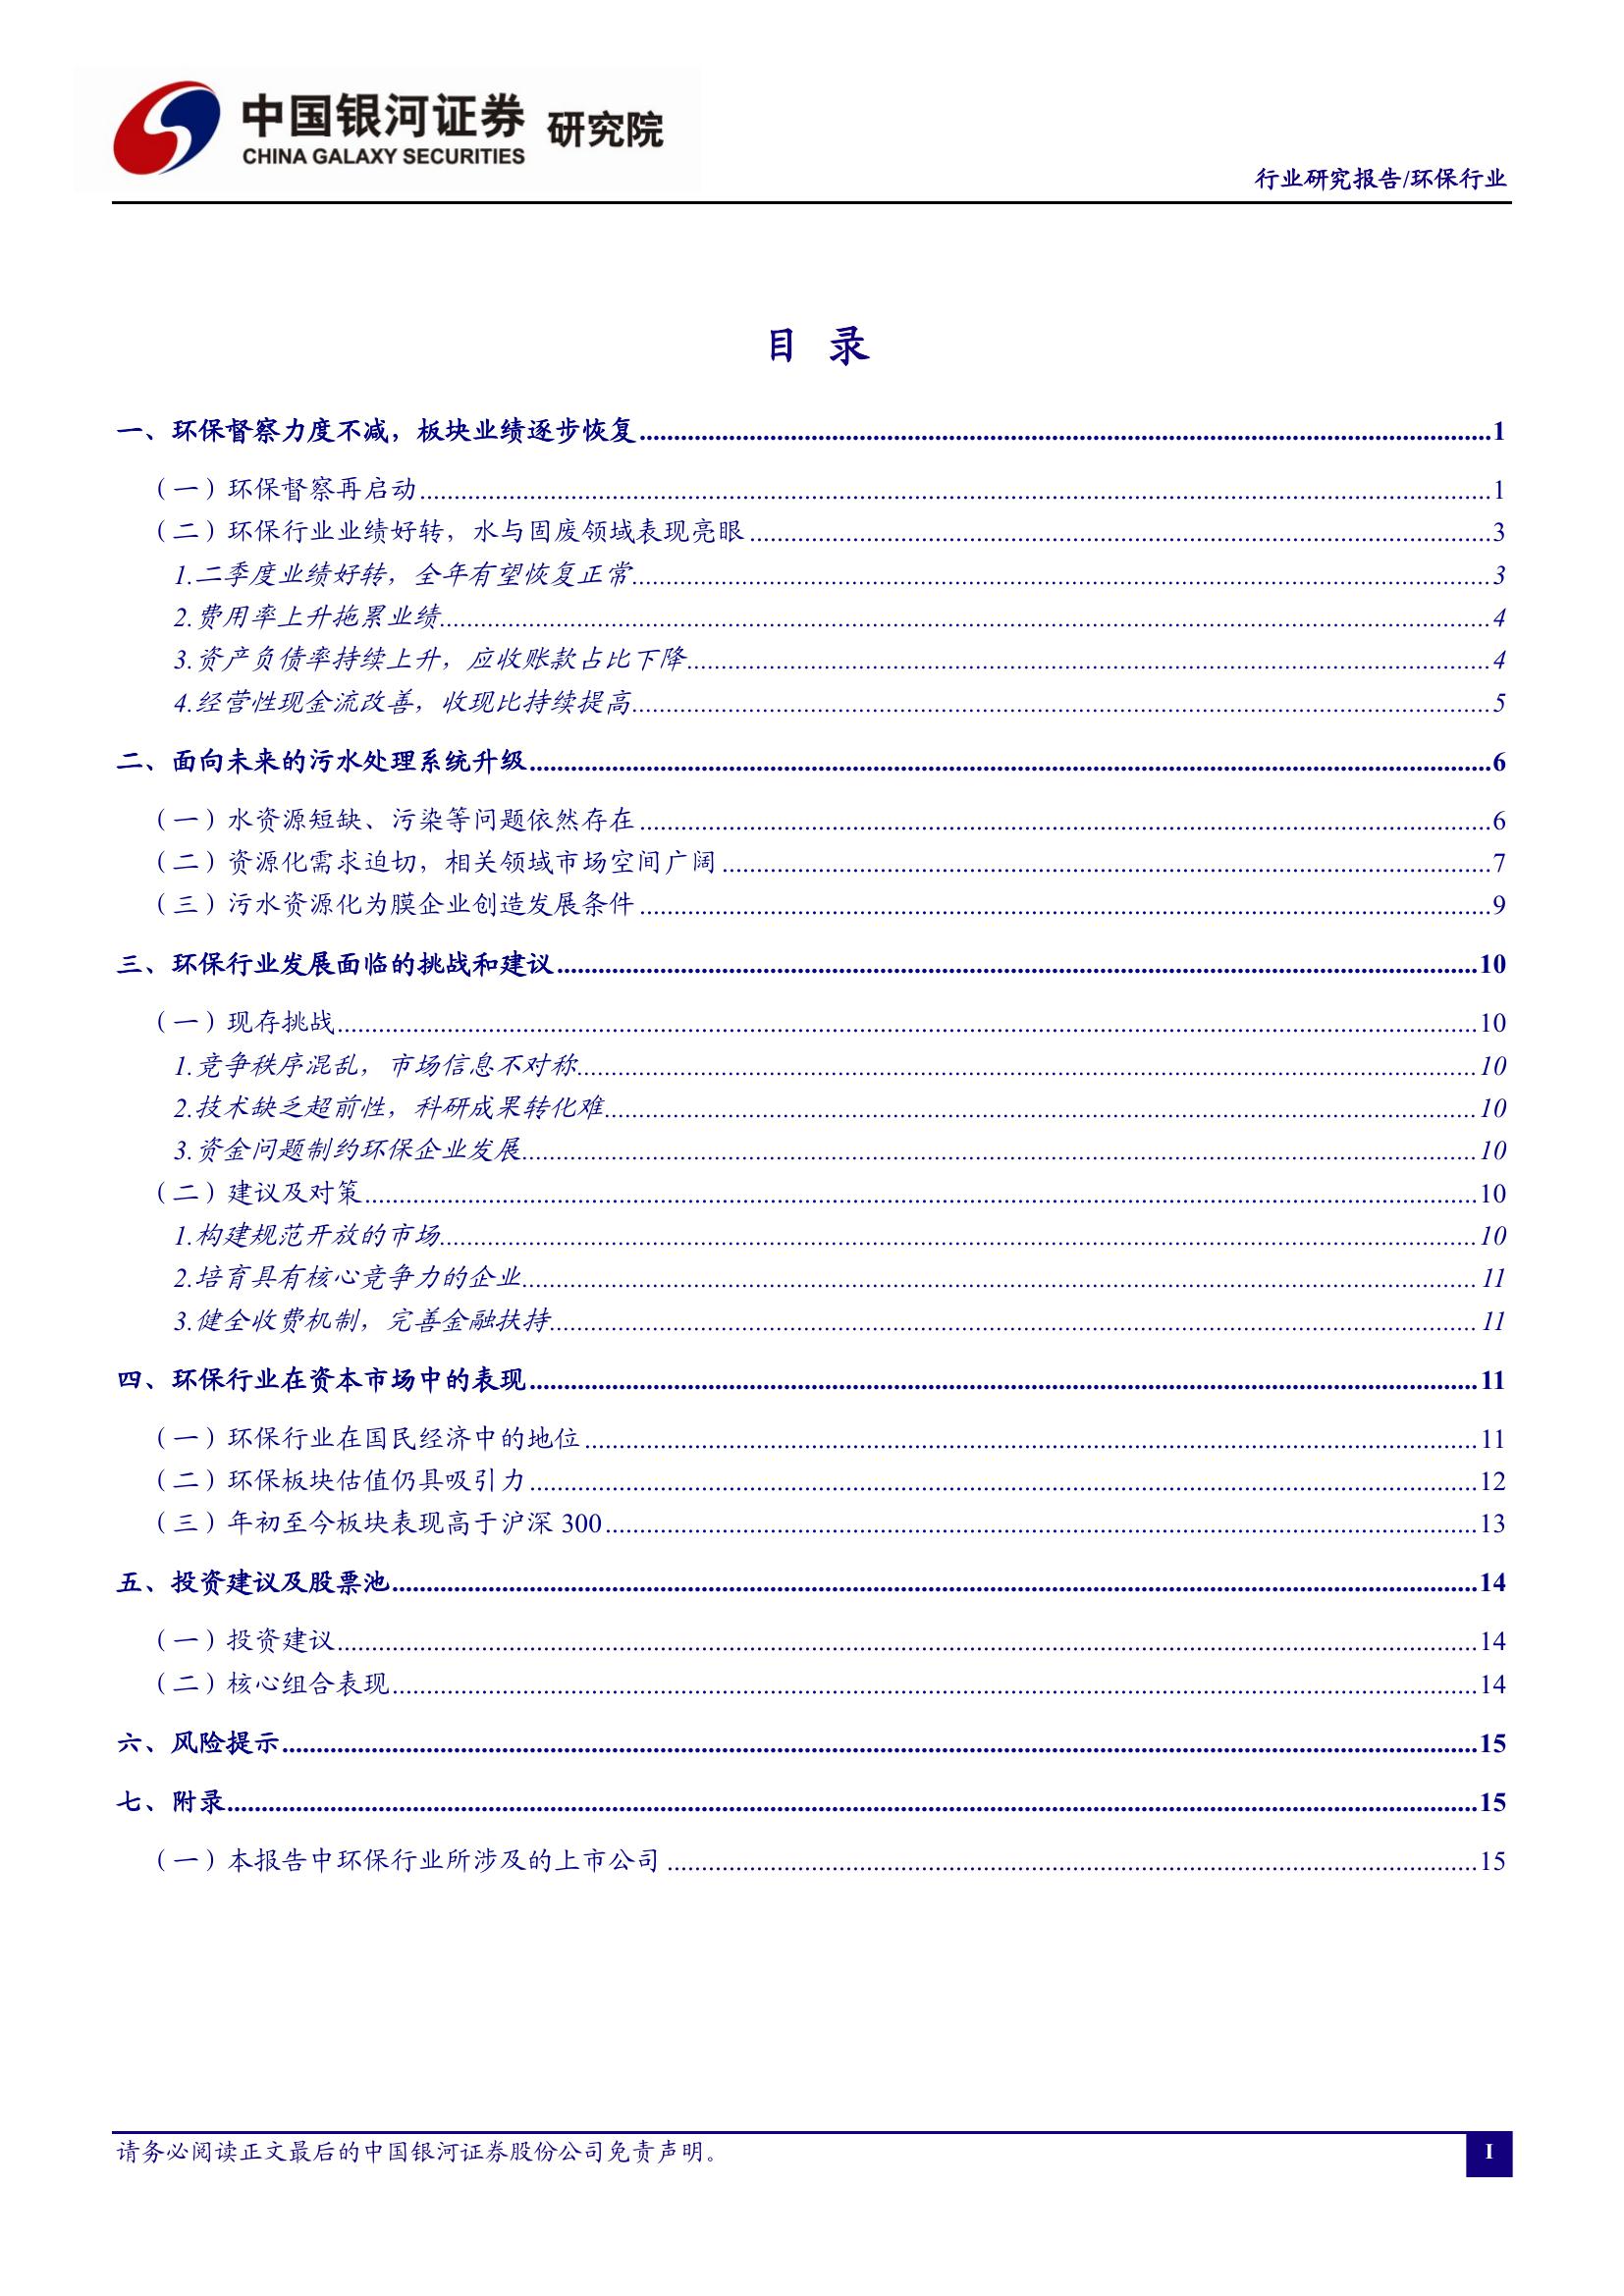 中国银河证券 研究院
CHINA GALAXY SECURITIES
行业研究报告/环保行业
目 录
一、环保督察力度不减，板块业绩逐步恢复 1
（一）环保督察再启动 1
（二）环保行业业绩好转，水与固废领域表现亮眼 3
1.二季度业绩好转，全年有望恢复正常 3
2.费用率上升拖累业绩 4
3.资产负债率持续上升，应收账款占比下降 4
4.经营性现金流改善，收现比持续提高 5
二、面向未来的污水处理系统升级 6
（一）水资源短缺、污染等问题依然存在 6
（二）资源化需求迫切，相关领域市场空间广阔 7
（三）污水资源化为膜企业创造发展条件 9
三、环保行业发展面临的挑战和建议 10
（一）现存挑战 10
1.竞争秩序混乱，市场信息不对称 10
2.技术缺乏超前性，科研成果转化难 10
3.资金问题制约环保企业发展 10
（二）建议及对策 10
1.构建规范开放的市场 10
2.培育具有核心竞争力的企业 11
3.健全收费机制，完善金融扶持 11
四、环保行业在资本市场中的表现 11
（一）环保行业在国民经济中的地位 11
（二）环保板块估值仍具吸引力 12
（三）年初至今板块表现高于沪深 300 13
五、投资建议及股票池 14
（一）投资建议 14
（二）核心组合表现 14
六、风险提示 15
七、附录 15
（一）本报告中环保行业所涉及的上市公司 15
请务必阅读正文最后的中国银河证券股份公司免责声明。
I